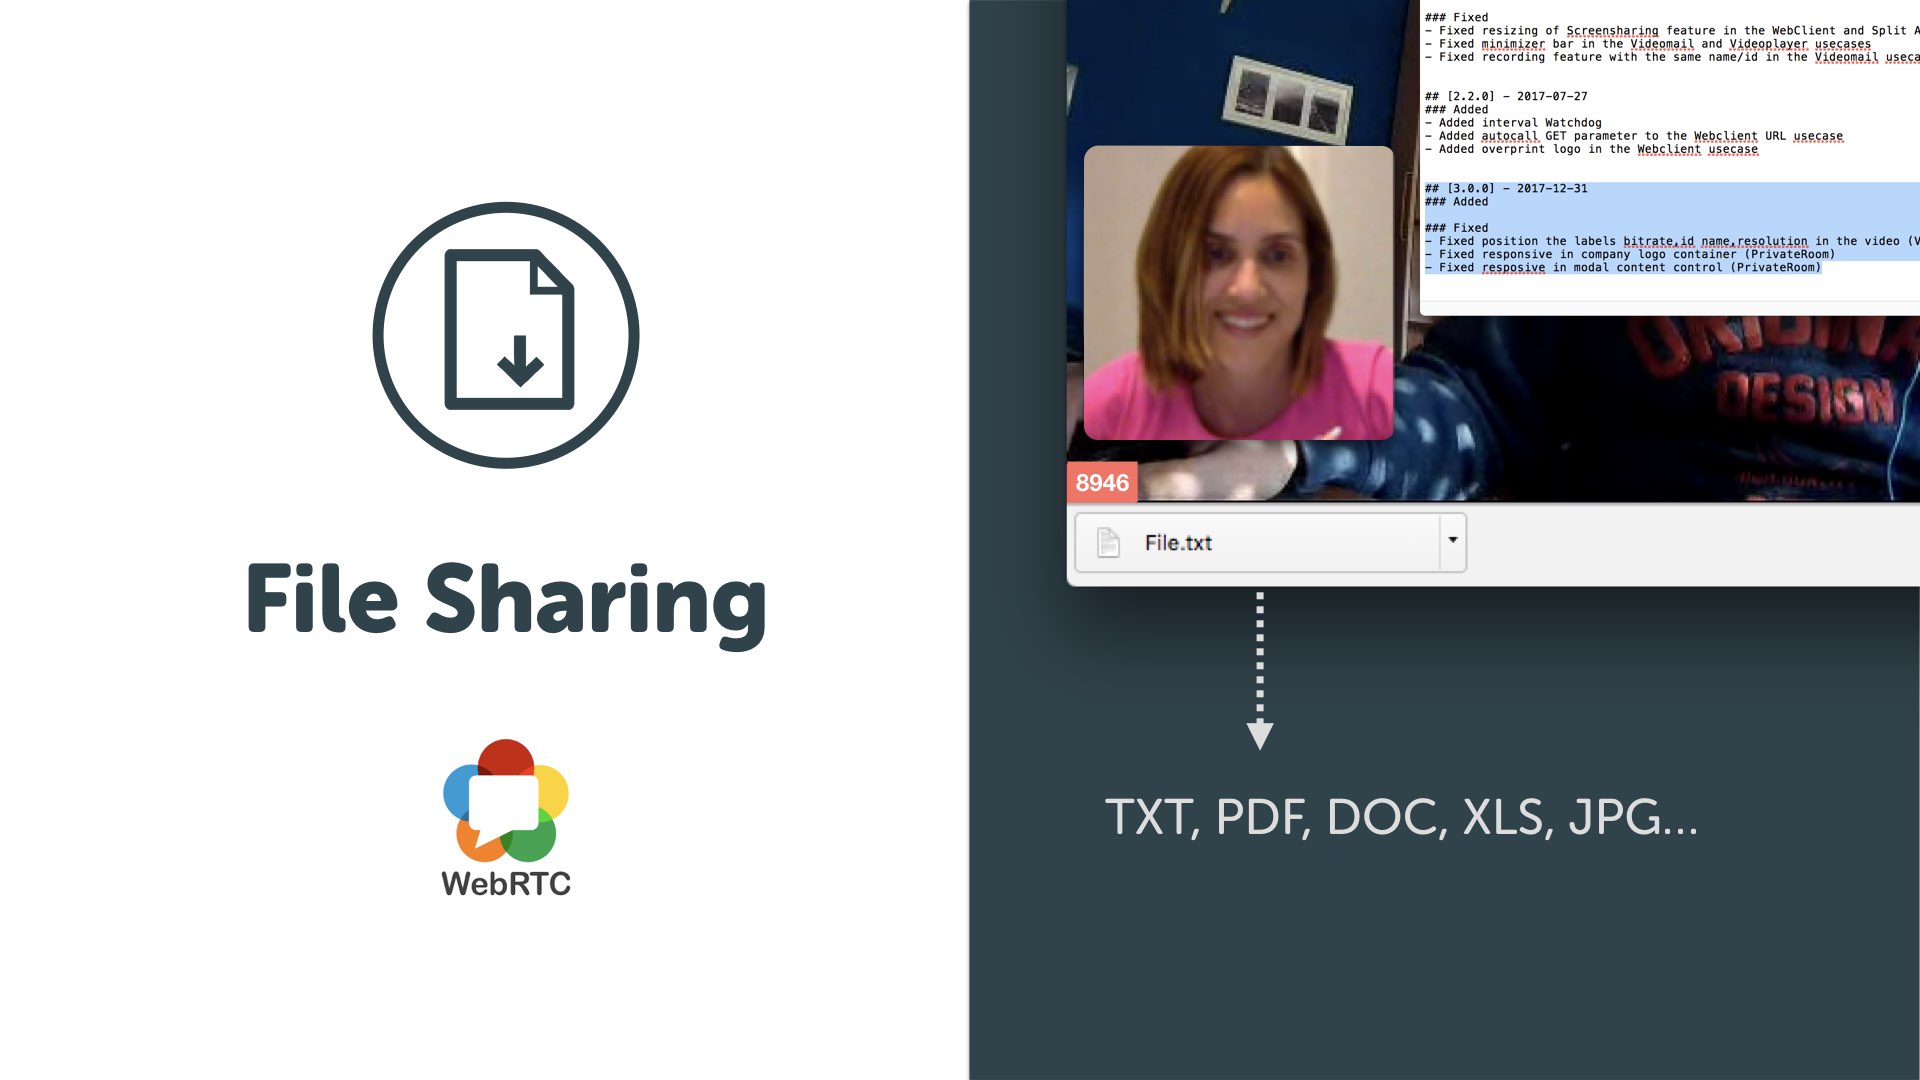 File Sharing
WebRTC
### Fixed
- Fixed resizing of Screensharing feature in the WebClient and Split A
- Fixed minimizer bar in the Videomail and Videoplayer usecases
- Fixed recording feature with the same name/id in the Videomail useca
## [2.2.0] - 2017-07-27
### Added
- Added interval Watchdog
- Added autocall GET parameter to the Webclient URL usecase
- Added overprint logo in the Webclient usecase
## [3.0.0] - 2017-12-31
### Added
### Fixed
- Fixed position the labels bitrate,id name,resolution in the video (V
- Fixed responsive in company logo container (PrivateRoom)
- Fixed resposive in modal content control (PrivateRoom)
ORIGINA
DESIGN
8946
File.txt
TXT, PDF, DOC, XLS, JPG...